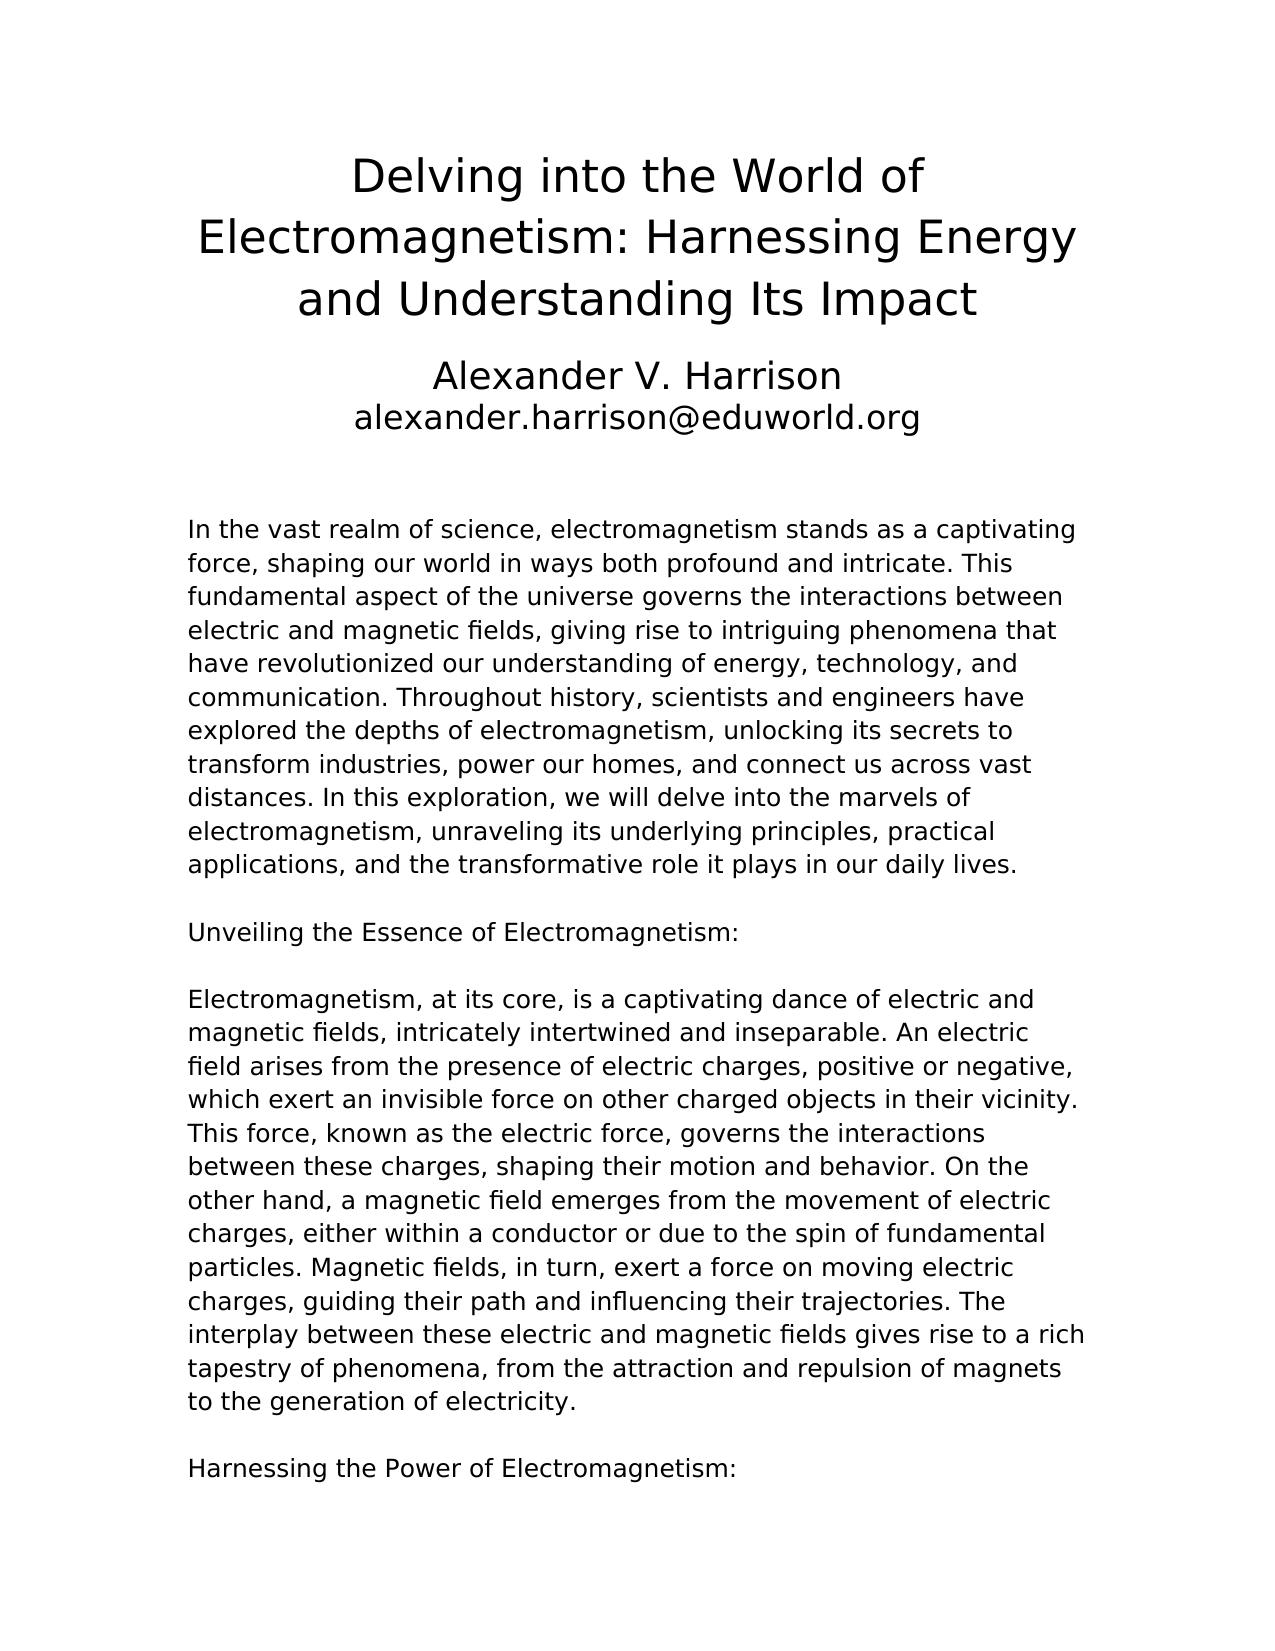 Delving into the World of
Electromagnetism: Harnessing Energy
and Understanding Its Impact
Alexander V. Harrison
alexander.harrison@eduworld.org
In the vast realm of science, electromagnetism stands as a captivating
force, shaping our world in ways both profound and intricate. This
fundamental aspect of the universe governs the interactions between
electric and magnetic fields, giving rise to intriguing phenomena that
have revolutionized our understanding of energy, technology, and
communication. Throughout history, scientists and engineers have
explored the depths of electromagnetism, unlocking its secrets to
transform industries, power our homes, and connect us across vast
distances. In this exploration, we will delve into the marvels of
electromagnetism, unraveling its underlying principles, practical
applications, and the transformative role it plays in our daily lives.
Unveiling the Essence of Electromagnetism:
Electromagnetism, at its core, is a captivating dance of electric and
magnetic fields, intricately intertwined and inseparable. An electric
field arises from the presence of electric charges, positive or negative,
which exert an invisible force on other charged objects in their vicinity.
This force, known as the electric force, governs the interactions
between these charges, shaping their motion and behavior. On the
other hand, a magnetic field emerges from the movement of electric
charges, either within a conductor or due to the spin of fundamental
particles. Magnetic fields, in turn, exert a force on moving electric
charges, guiding their path and influencing their trajectories. The
interplay between these electric and magnetic fields gives rise to a rich
tapestry of phenomena, from the attraction and repulsion of magnets
to the generation of electricity.
Harnessing the Power of Electromagnetism: